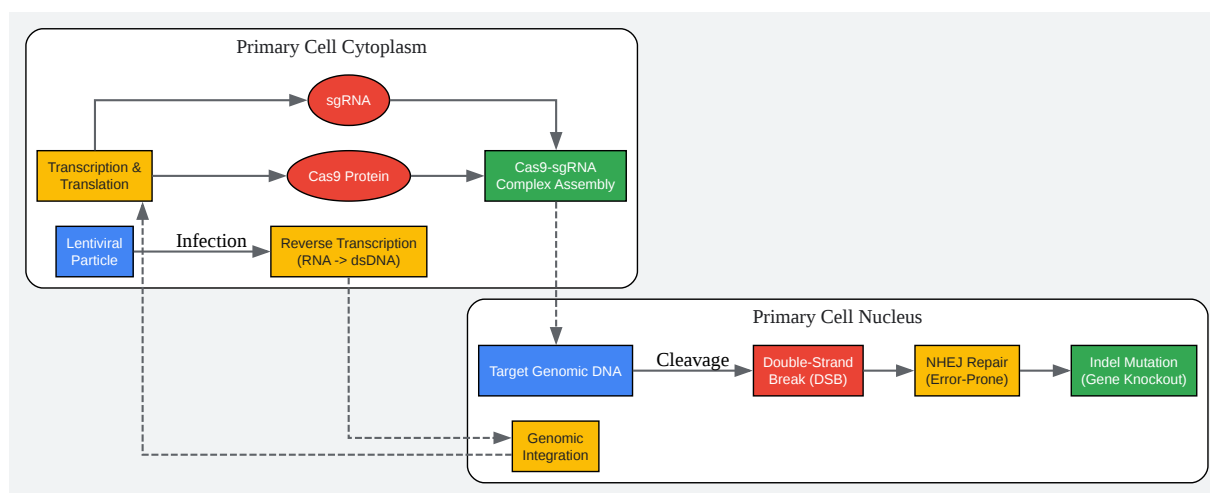 Primary Cell Cytoplasm
sgRNA
Transcription &
Translation
Cas9 Protein
Cas9-sgRNA
Complex Assembly
Lentiviral
Particle
Infection
Reverse Transcription
(RNA -> dsDNA)
Primary Cell Nucleus
Target Genomic DNA
Cleavage
Double-Strand
Break (DSB)
NHEJ Repair
(Error-Prone)
Indel Mutation
(Gene Knockout)
Genomic
Integration